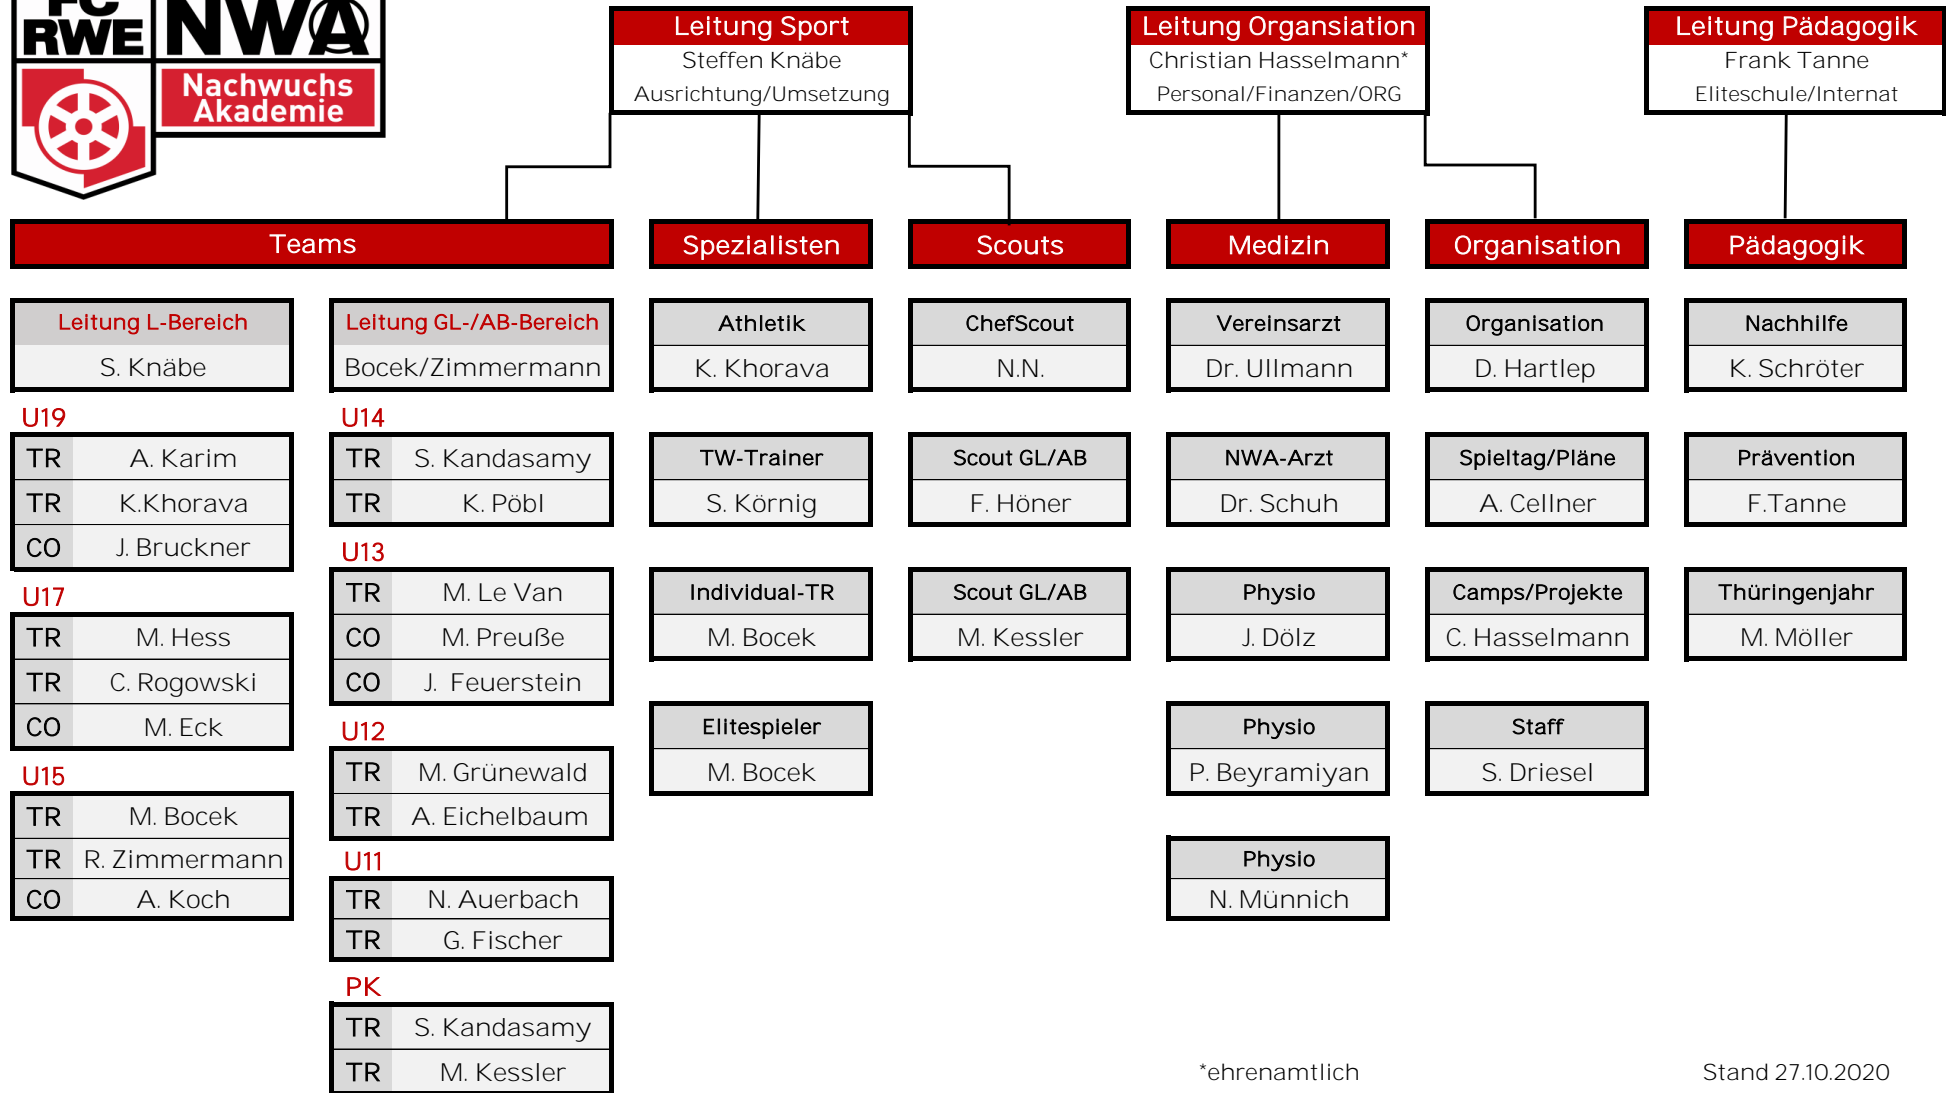 FC
RWE
NWA
Nachwuchs
Akademie
Leitung Sport
Steffen Knäbe
Ausrichtung/Umsetzung
Leitung Organsiation
Christian Hasselmann*
Personal/Finanzen/ORG
Leitung Pädagogik
Frank Tanne
Eliteschule/Internat
Teams
Leitung L-Bereich
S. Knäbe
U19
TR A. Karim
TR K.Khorava
CO J. Bruckner
U17
TR M. Hess
TR C. Rogowski
CO M. Eck
U15
TR M. Bocek
TR R. Zimmermann
CO A. Koch
Leitung GL-/AB-Bereich
Bocek/Zimmermann
U14
TR S. Kandasamy
TR K. Pöbl
U13
TR M. Le Van
CO M. Preuße
CO J. Feuerstein
U12
TR M. Grünewald
TR A. Eichelbaum
U11
TR N. Auerbach
TR G. Fischer
PK
TR S. Kandasamy
TR M. Kessler
Spezialisten
Athletik
K. Khorava
TW-Trainer
S. Körnig
Individual-TR
M. Bocek
Elitespieler
M. Bocek
Scouts
ChefScout
N.N.
Scout GL/AB
F. Höner
Scout GL/AB
M. Kessler
Medizin
Vereinsarzt
Dr. Ullmann
NWA-Arzt
Dr. Schuh
Physio
J. Dölz
Physio
P. Beyramiyan
Physio
N. Münnich
Organisation
Organisation
D. Hartlep
Spieltag/Pläne
A. Cellner
Camps/Projekte
C. Hasselmann
Staff
S. Driesel
Pädagogik
Nachhilfe
K. Schröter
Prävention
F.Tanne
Thüringenjahr
M. Möller
*ehrenamtlich
Stand 27.10.2020